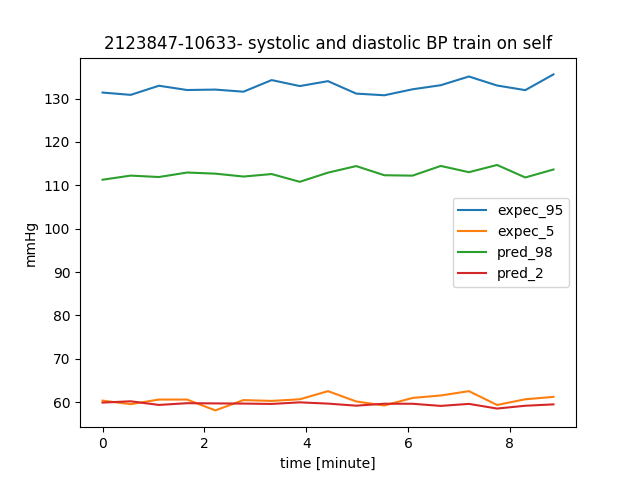 2123847-10633- systolic and diastolic BP train on self
130
120
110
100
90
80
70
60
mmHg
expec_95
expec_5
pred_98
pred_2
0 2 4 6 8
time [minute]